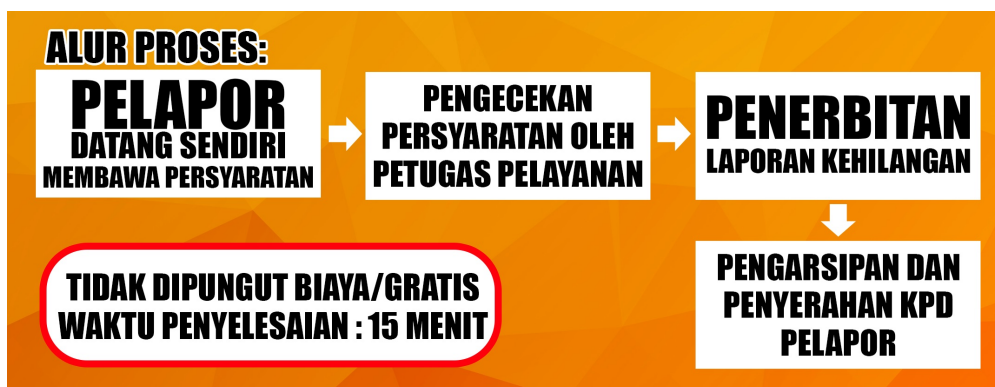 ALUR PROSES:
PELAPOR
DATANG SENDIRI
MEMBAWA PERSYARATAN
PENGECEKAN
PERSYARATAN OLEH
PETUGAS PELAYANAN
PENERBITAN
LAPORAN KEHILANGAN
PENGARSIPAN DAN
PENYERAHAN KPD
PELAPOR
TIDAK DIPUNGUT BIAYA/GRATIS
WAKTU PENYELESAIAN : 15 MENIT